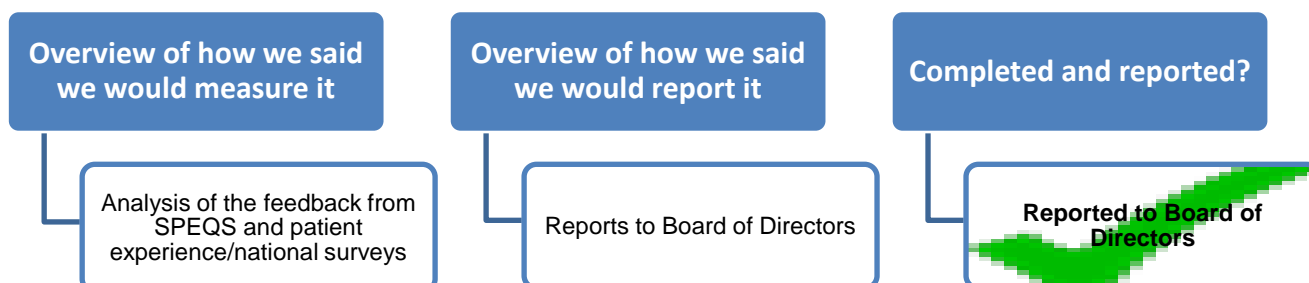 Overview of how we said
we would measure it
Analysis of the feedback from
SPEQS and patient
experience/national surveys
Overview of how we said
we would report it
Reports to Board of Directors
Completed and reported?
Reported to Board of
Directors